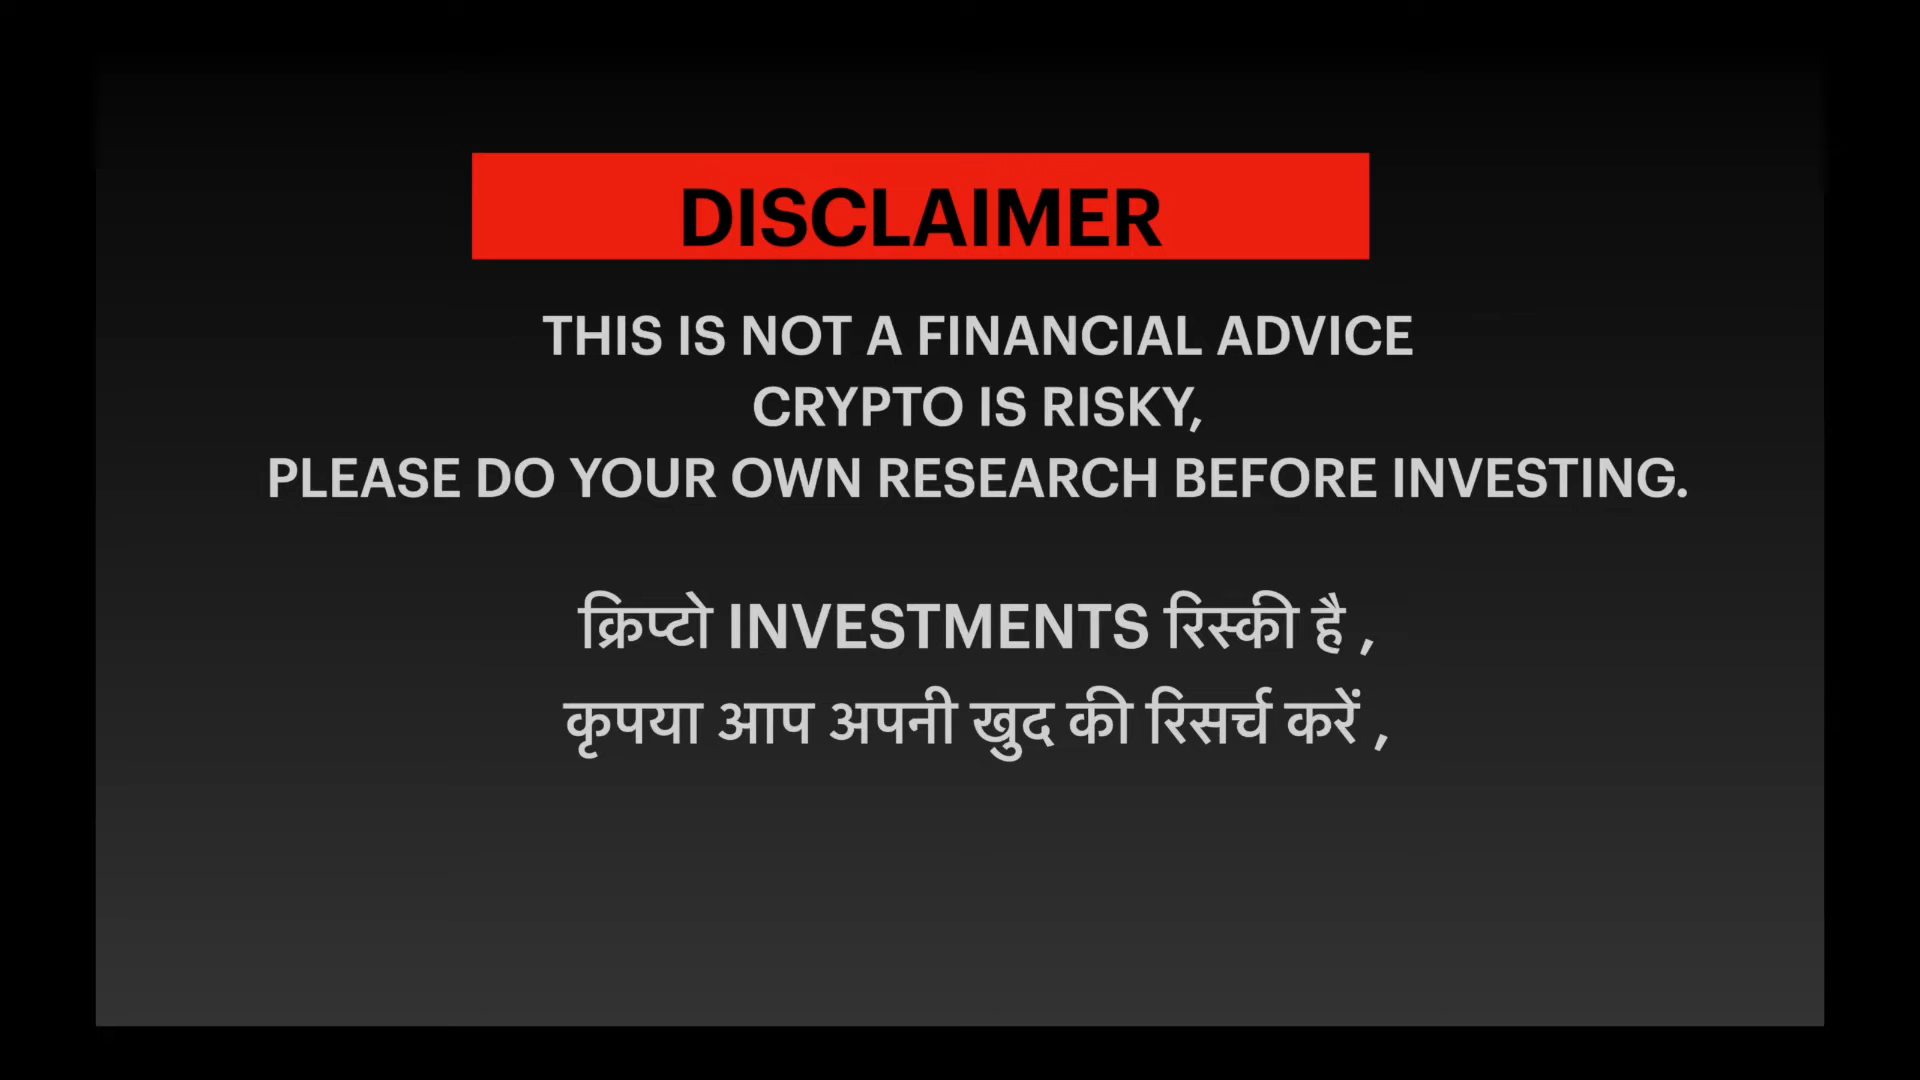 DISCLAIMER
THIS IS NOT A FINANCIAL ADVICE
CRYPTO IS RISKY,
PLEASE DO YOUR OWN RESEARCH BEFORE INVESTING.
क्रिप्टो INVESTMENTS रिस्की है ,
कृपया आप अपनी खुद की रिसर्च करें ,